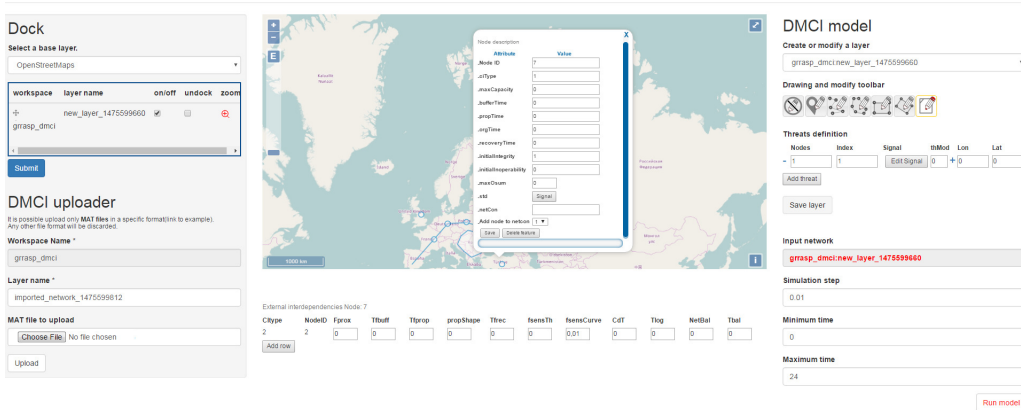 Dock
Select a base layer.
OpenStreetMaps
workspace layer name on/off undock zoom
grrasp_dmci new_layer_1475599660
Submit
DMCI uploader
It is possible upload only MAT files in a specific format(link to example).
Any other file format will be discarded.
Workspace Name *
grrasp_dmci
Layer name *
imported_network_1475599812
MAT file to upload
Choose File No file chosen
Upload
+
−
E
1000 km
i
Node description
X
Attribute Value
_Node ID 7
_ciType 1
_maxCapacity 0
_bufferTime 0
_propTime 0
_orgTime 0
_recoveryTime 0
_initialIntegrity 1
_initialInoperability 0
_maxOsum 0
_std Signal
_netCon
_Add node to netcon 1
Save Delete feature
External interdependencies Node: 7
CItype NodeID Fprox Tfbuff Tfprop propShape Tfrec fsensTh fsensCurve CdT Tlog NetBal Tbal
2 2 0 0 0 0 0 0 0,01 0 0 0 0
Add row
DMCI model
Create or modify a layer
grrasp_dmci:new_layer_1475599660
Drawing and modify toolbar
Threats definition
Nodes Index Signal thMod Lon Lat
- 1 1 Edit Signal 0 + 0 0
Add threat
Save layer
Input network
grrasp_dmci:new_layer_1475599660
Simulation step
0.01
Minimum time
0
Maximum time
24
Run model